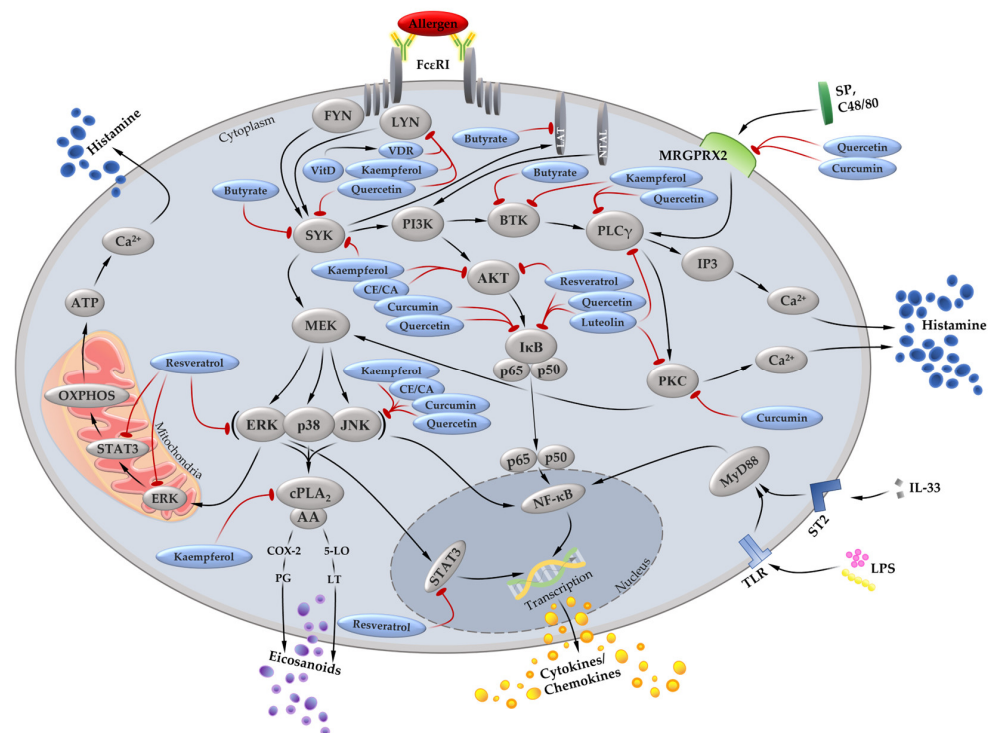 Allergen
FcεRI
SP,
C48/80
Histamine
Cytoplasm
FYN
LYN
VDR
VitD
Kaempferol
Quercetin
Butyrate
LAT
NTAL
MRGPRX2
Quercetin
Curcumin
Butyrate
Butyrate
Kaempferol
Quercetin
SYK
PI3K
BTK
PLCγ
IP3
Ca2+
Ca2+
ATP
Kaempferol
CE/CA
AKT
Resveratrol
Quercetin
Luteolin
Curcumin
Quercetin
Histamine
MEK
IκB
p65
p50
PKC
Ca2+
Resveratrol
OXPHOS
STAT3
ERK
Mitochondria
Kaempferol
CE/CA
Curcumin
Quercetin
(ERK p38 JNK)
Curcumin
p65
p50
NF-κB
MyD88
ST2
IL-33
TLR
LPS
cPLA2
AA
Kaempferol
COX-2
5-LO
PG
LT
STAT3
Transcription
Nucleus
Resveratrol
Eicosanoids
Cytokines/
Chemokines